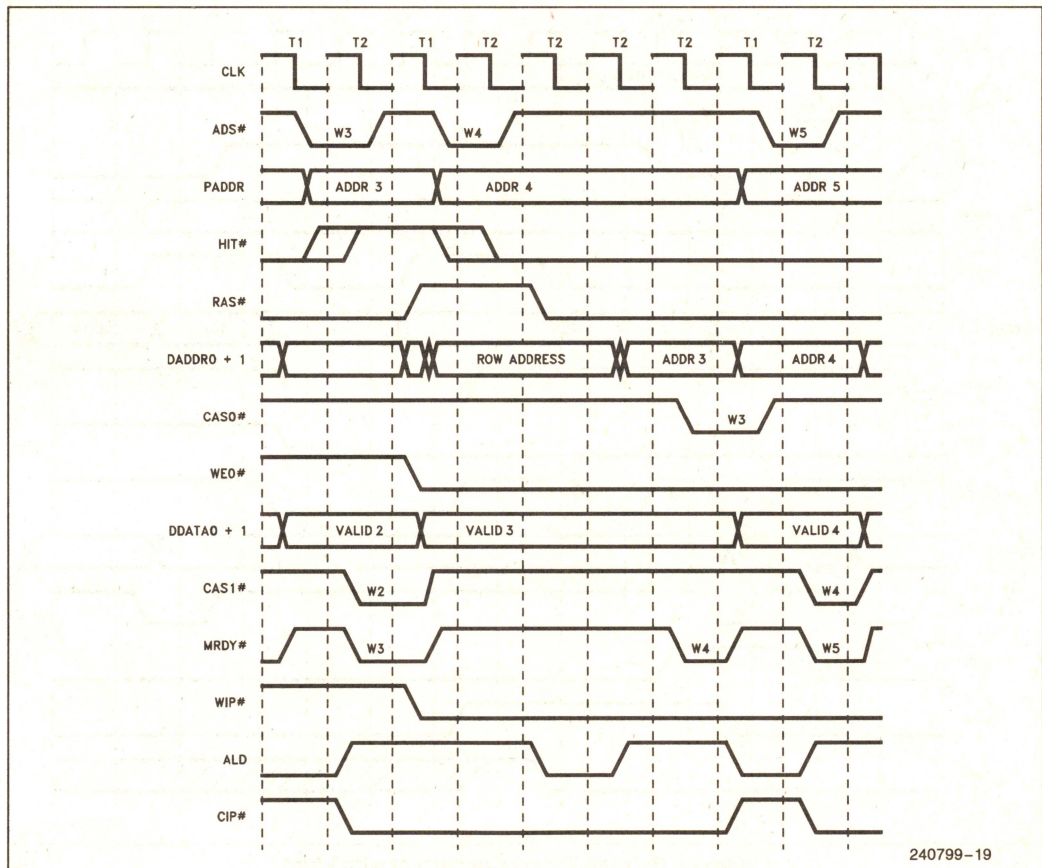 T1 T2 T1 T2 T2 T2 T2 T1 T2
CLK
ADS# W3 W4 W5
PADDR ADDR 3 ADDR 4 ADDR 5
HIT#
RAS#
DADDR0 + 1 ROW ADDRESS ADDR 3 ADDR 4
CAS0# W3
WE0#
DDATA0 + 1 VALID 2 VALID 3 VALID 4
CAS1# W2 W4
MRDY# W3 W4 W5
WIP#
ALD
CIP#
240799-19